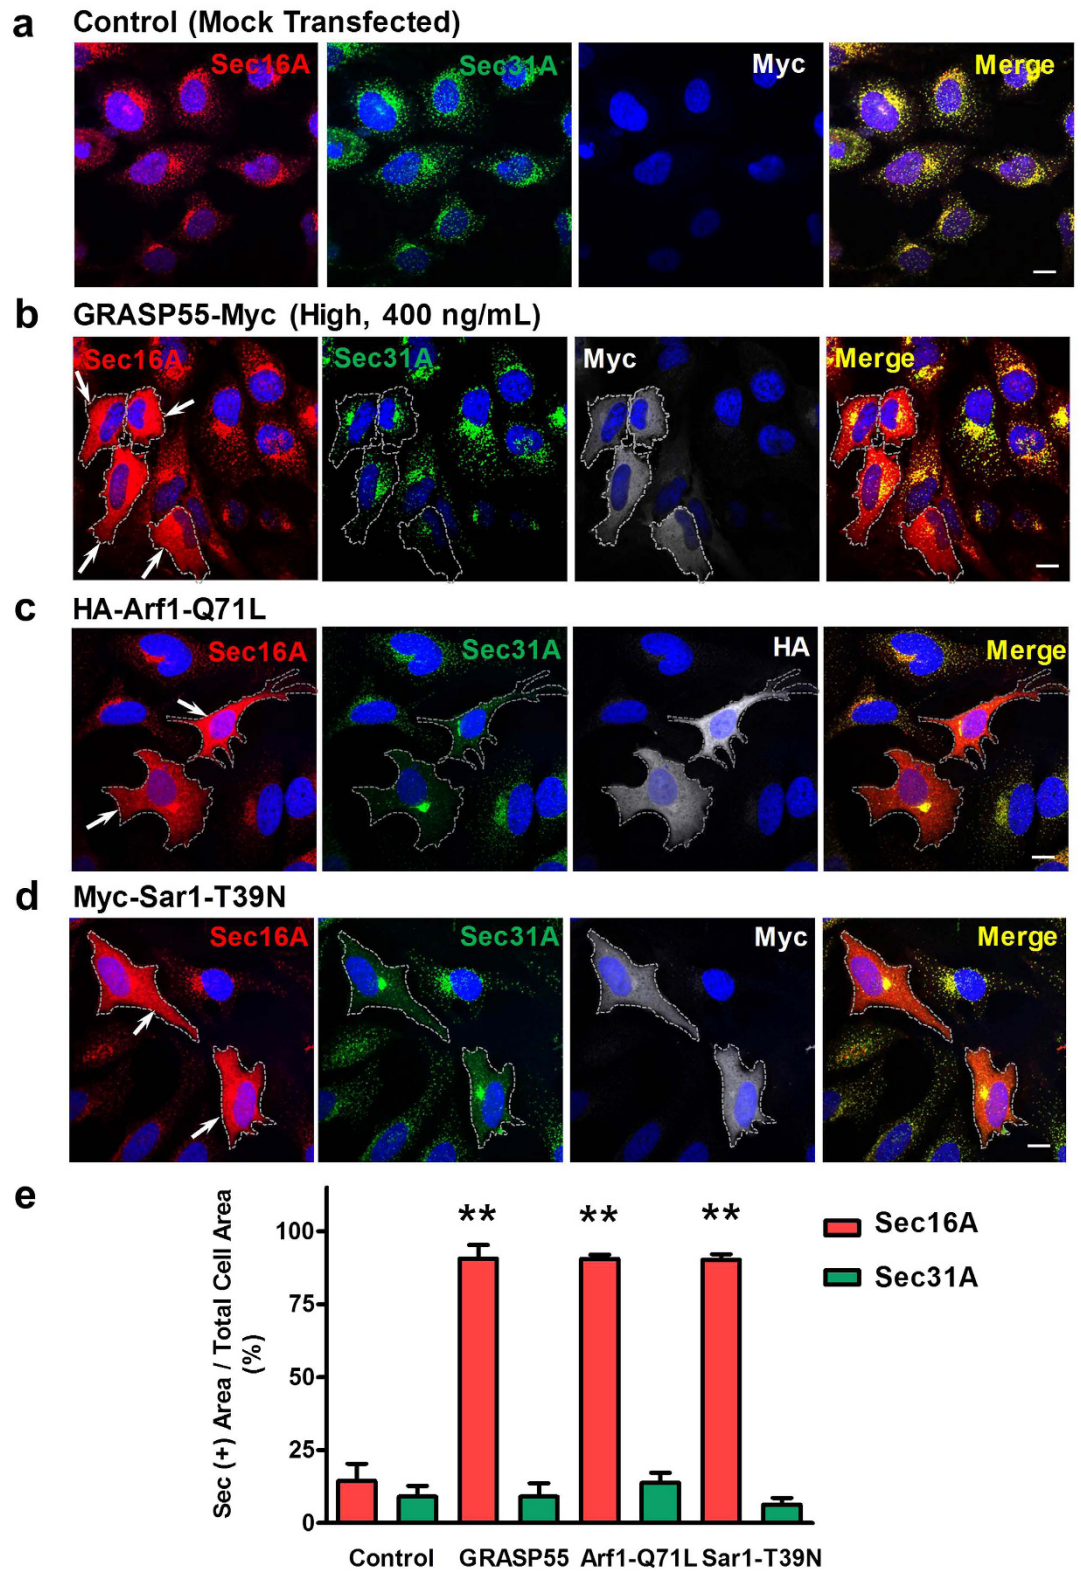 a Control (Mock Transfected)
Sec16A Sec31A Myc Merge
b GRASP55-Myc (High, 400 ng/mL)
Sec16A Sec31A Myc Merge
c HA-Arf1-Q71L
Sec16A Sec31A HA Merge
d Myc-Sar1-T39N
Sec16A Sec31A Myc Merge
e
Sec (+) Area / Total Cell Area
(%)
100
75
50
25
0
** ** **
Sec16A
Sec31A
Control GRASP55 Arf1-Q71L Sar1-T39N